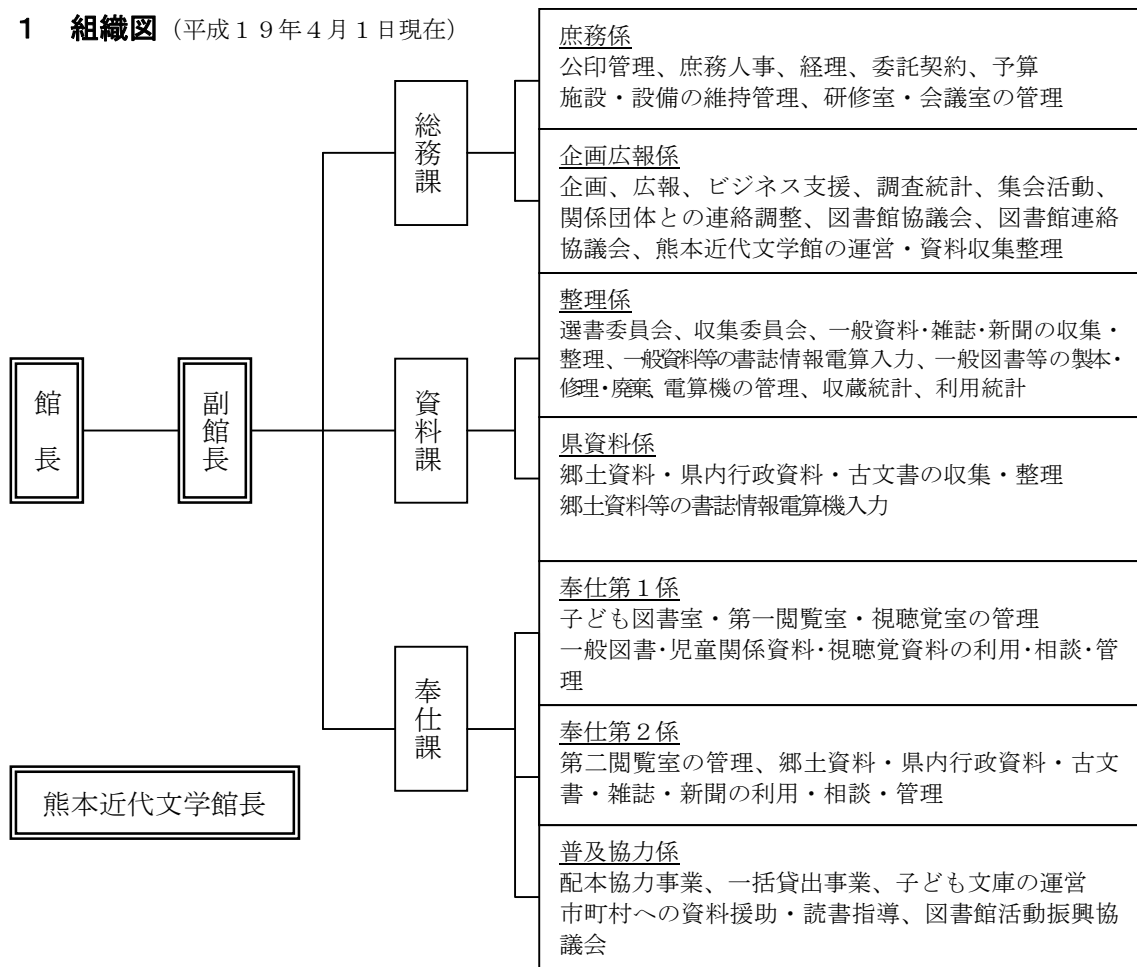 1 組織図（平成１９年４月１日現在）
館長
副館長
総務課
庶務係
公印管理、庶務人事、経理、委託契約、予算
施設・設備の維持管理、研修室・会議室の管理
企画広報係
企画、広報、ビジネス支援、調査統計、集会活動、
関係団体との連絡調整、図書館協議会、図書館連絡
協議会、熊本近代文学館の運営・資料収集整理
資料課
整理係
選書委員会、収集委員会、一般資料・雑誌・新聞の収集・
整理、一般資料等の書誌情報電算入力、一般図書等の製本・
修理・廃棄、電算機の管理、収蔵統計、利用統計
県資料係
郷土資料・県内行政資料・古文書の収集・整理
郷土資料等の書誌情報電算機入力
奉仕課
奉仕第１係
子ども図書室・第一閲覧室・視聴覚室の管理
一般図書・児童関係資料・視聴覚資料の利用・相談・管
理
奉仕第２係
第二閲覧室の管理、郷土資料・県内行政資料・古文
書・雑誌・新聞の利用・相談・管理
普及協力係
配本協力事業、一括貸出事業、子ども文庫の運営
市町村への資料援助・読書指導、図書館活動振興協
議会
熊本近代文学館長